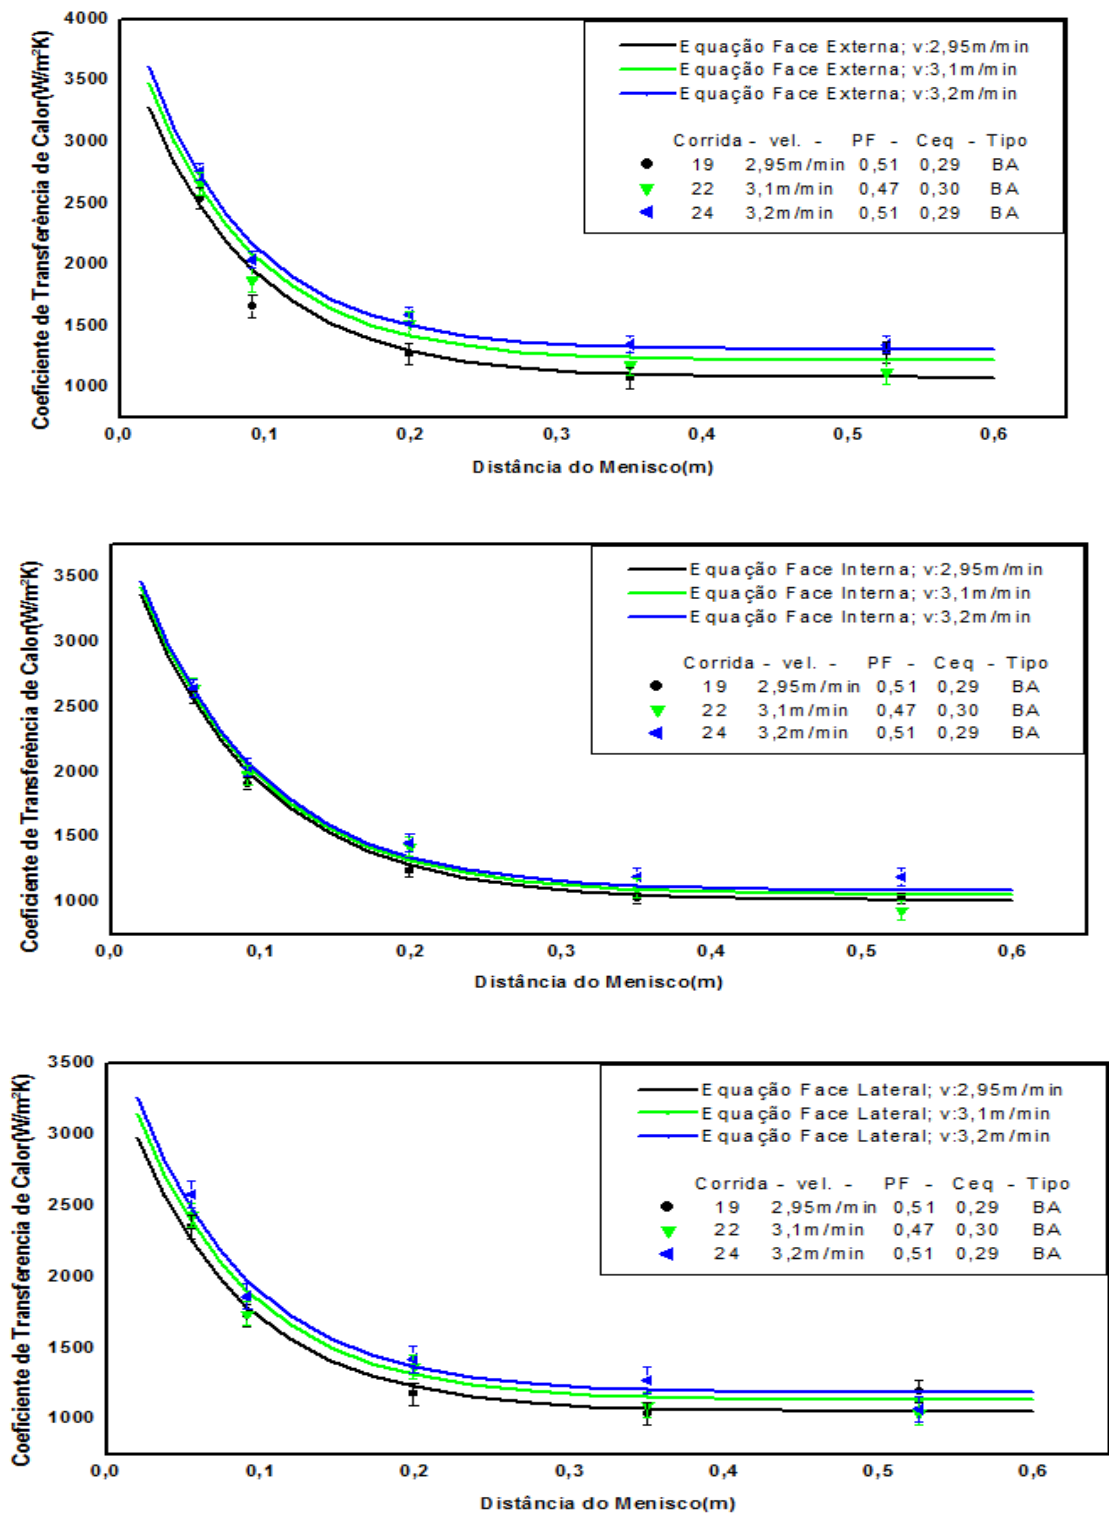 4000
3500
3000
2500
2000
1500
1000
Coeficiente de Transferência de Calor(W/m²K)
Equação Face Externa; v:2,95m/min
Equação Face Externa; v:3,1m/min
Equação Face Externa; v:3,2m/min
Corrida - vel. - PF - Ceq - Tipo
19 2,95m/min 0,51 0,29 BA
22 3,1m/min 0,47 0,30 BA
24 3,2m/min 0,51 0,29 BA
0,0 0,1 0,2 0,3 0,4 0,5 0,6
Distância do Menisco(m)
3500
3000
2500
2000
1500
1000
Coeficiente de Transferência de Calor(W/m²K)
Equação Face Interna; v:2,95m/min
Equação Face Interna; v:3,1m/min
Equação Face Interna; v:3,2m/min
Corrida - vel. - PF - Ceq - Tipo
19 2,95m/min 0,51 0,29 BA
22 3,1m/min 0,47 0,30 BA
24 3,2m/min 0,51 0,29 BA
0,0 0,1 0,2 0,3 0,4 0,5 0,6
Distância do Menisco(m)
3500
3000
2500
2000
1500
1000
Coeficiente de Transferencia de Calor(W/m²K)
Equação Face Lateral; v:2,95m/min
Equação Face Lateral; v:3,1m/min
Equação Face Lateral; v:3,2m/min
Corrida - vel. - PF - Ceq - Tipo
19 2,95m/min 0,51 0,29 BA
22 3,1m/min 0,47 0,30 BA
24 3,2m/min 0,51 0,29 BA
0,0 0,1 0,2 0,3 0,4 0,5 0,6
Distância do Menisco(m)